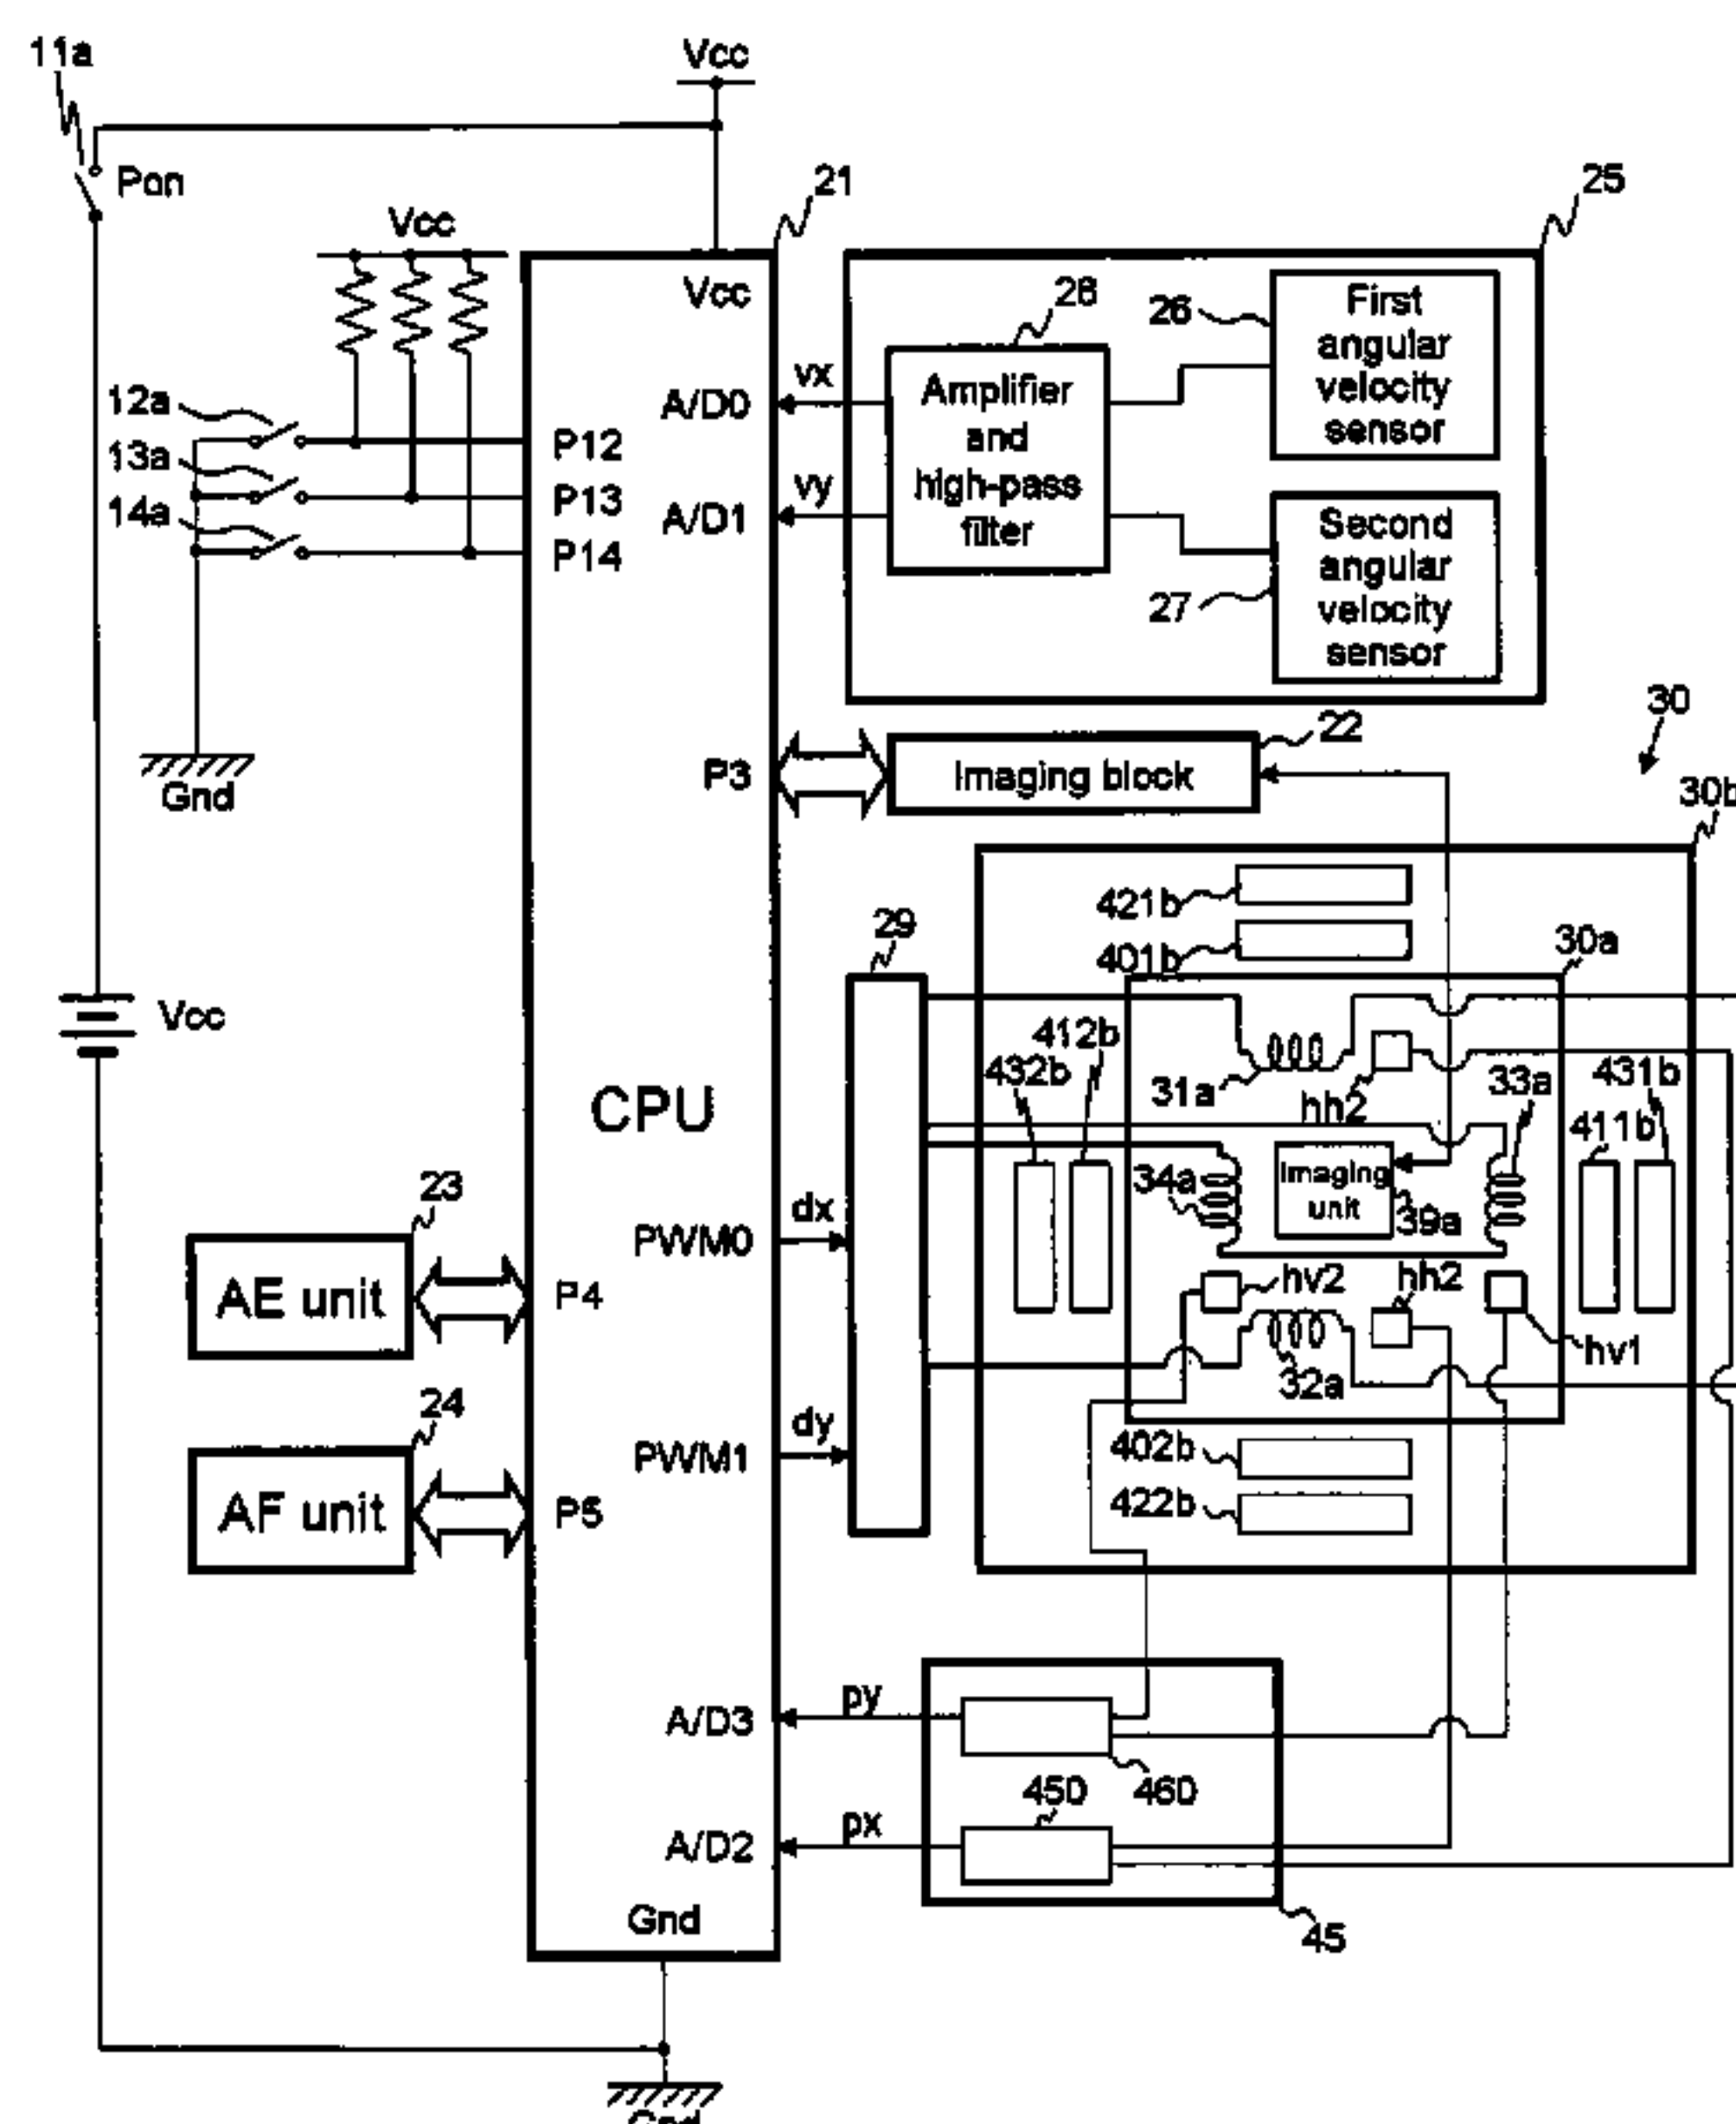 11a
Vcc
Pon
21
25
Vcc
Vcc
28
26
First
angular
velocity
sensor
12a
A/D0
vx
Amplifier
and
high-pass
filter
13a
P12
14a
P13
A/D1
vy
P14
Second
angular
velocity
sensor
27
30
22
P3
Imaging block
Gnd
30b
421b
29
401b
30a
Vcc
412b
432b
31a
hh2
33a
431b
CPU
411b
34a
Imaging
unit
39a
23
dx
PWM0
hv2
hh2
AE unit
P4
hv1
32a
24
dy
402b
PWM1
422b
AF unit
P5
py
A/D3
450
460
px
A/D2
Gnd
45